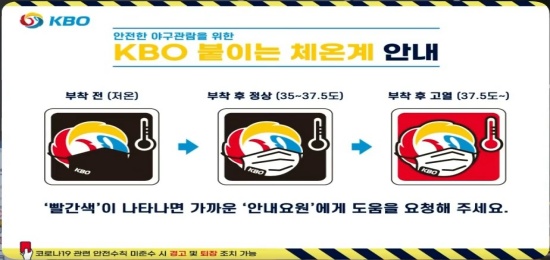 KBO
안전한 야구관람을 위한
KBO 붙이는 체온계 안내
부착 전 (저온)
부착 후 정상 (35~37.5도)
부착 후 고열 (37.5도~)
KBO
KBO
KBO
‘빨간색’이 나타나면 가까운 ‘안내요원’에게 도움을 요청해 주세요.
코로나19 관련 안전수칙 미준수 시 경고 및 퇴장 조치 가능